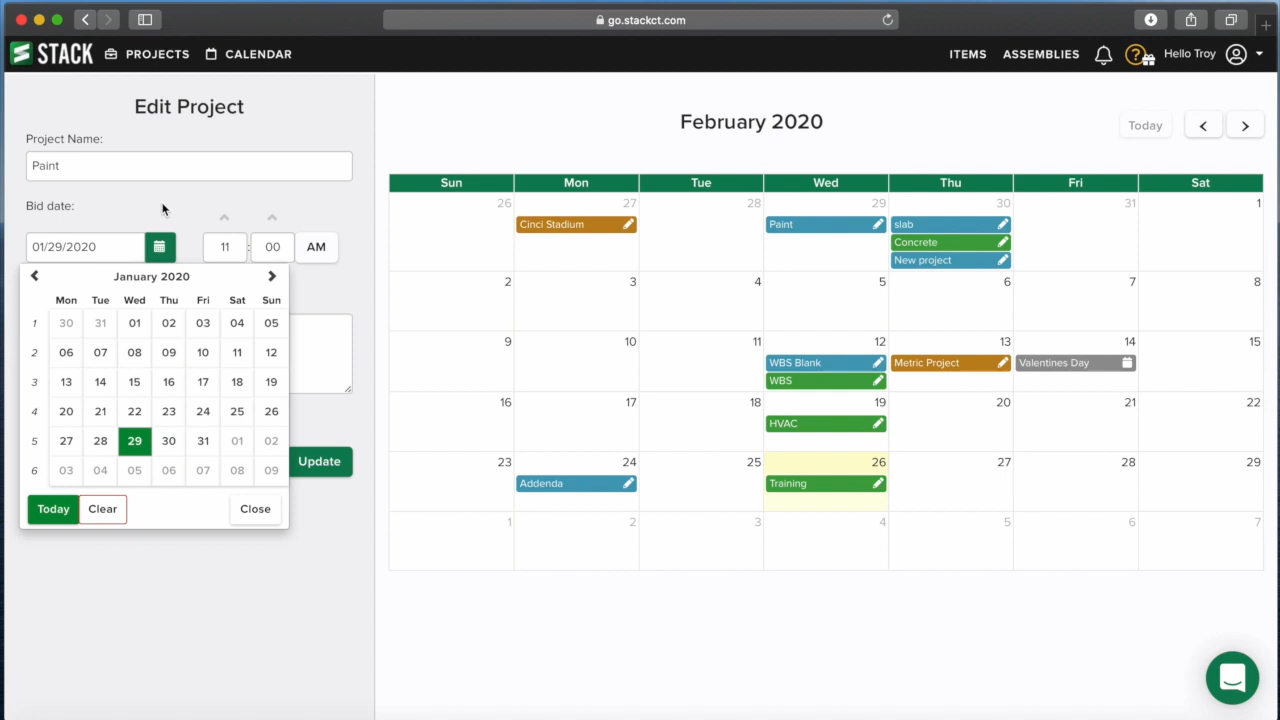 go.stackct.com
STACK PROJECTS CALENDAR ITEMS ASSEMBLIES ? Hello Troy
Edit Project
Project Name:
Paint
Bid date:
01/29/2020 11 : 00 AM
January 2020
Mon Tue Wed Thu Fri Sat Sun
1 30 31 01 02 03 04 05
2 06 07 08 09 10 11 12
3 13 14 15 16 17 18 19
4 20 21 22 23 24 25 26
5 27 28 29 30 31 01 02
6 03 04 05 06 07 08 09
Today Clear Close
Update
February 2020
Today
Sun Mon Tue Wed Thu Fri Sat
26 27 28 29 30 31 1
Cinci Stadium Paint slab
Concrete
New project
2 3 4 5 6 7 8
9 10 11 12 13 14 15
WBS Blank Metric Project Valentines Day
WBS
16 17 18 19 20 21 22
HVAC
23 24 25 26 27 28 29
Addenda Training
1 2 3 4 5 6 7